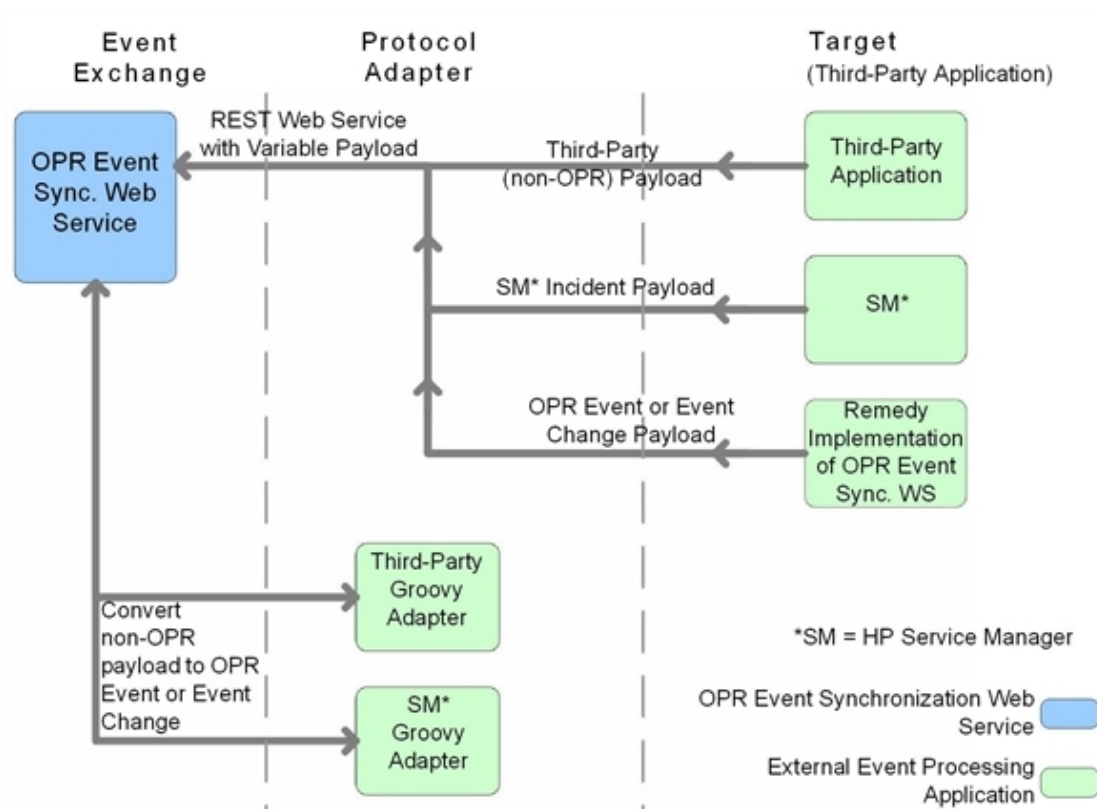 Event
Exchange
Protocol
Adapter
Target
(Third-Party Application)
REST Web Service
with Variable Payload
OPR Event
Sync. Web
Service
Third-Party
(non-OPR) Payload
Third-Party
Application
SM* Incident Payload
SM*
OPR Event or Event
Change Payload
Remedy
Implementation
of OPR Event
Sync. WS
Third-Party
Groovy
Adapter
Convert
non-OPR
payload to OPR
Event or Event
Change
SM*
Groovy
Adapter
*SM = HP Service Manager
OPR Event Synchronization Web
Service
External Event Processing
Application